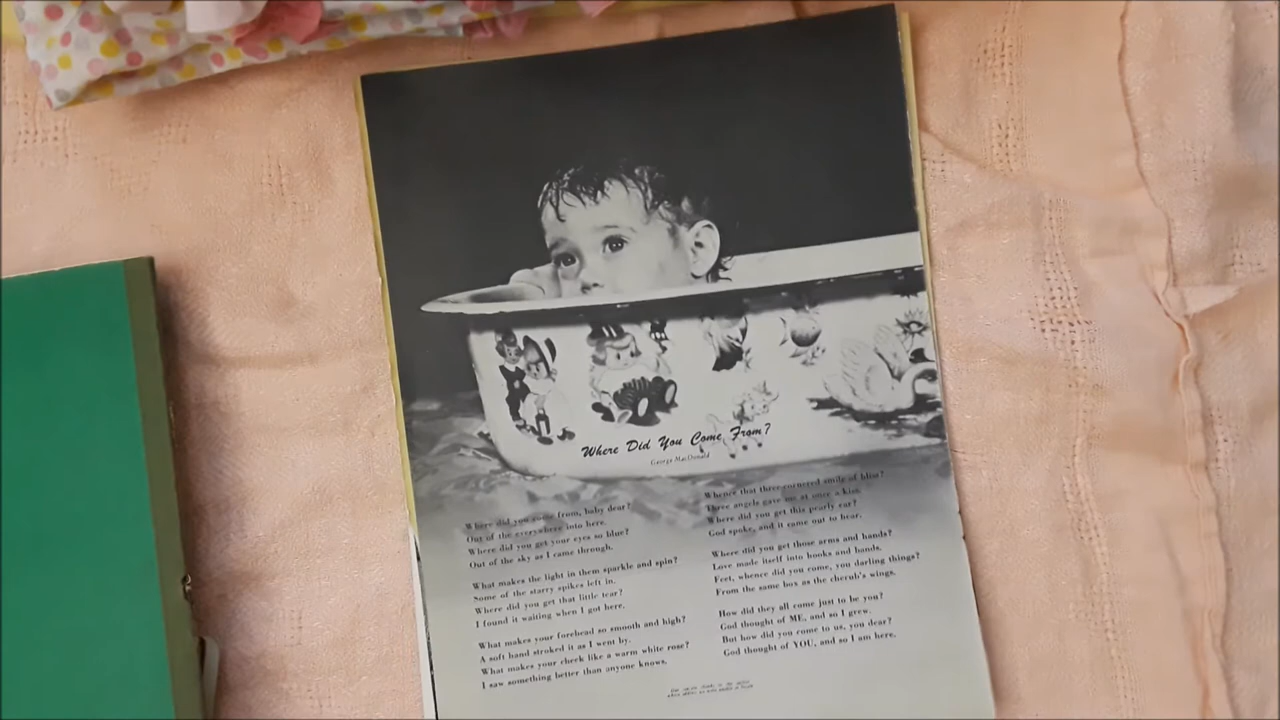 Where Did You Come From?
George MacDonald
Where did you come from, baby dear?
Out of the everywhere into here.
Where did you get your eyes so blue?
Out of the sky as I came through.
What makes the light in them sparkle and spin?
Some of the starry spikes left in.
Where did you get that little tear?
I found it waiting when I got here.
What makes your forehead so smooth and high?
A soft hand stroked it as I went by.
What makes your cheek like a warm white rose?
I saw something better than anyone knows.
Whence that three-cornered smile of bliss?
Three angels gave me at once a kiss.
Where did you get this pearly ear?
God spoke, and it came out to hear.
Where did you get those arms and hands?
Love made itself into hooks and bands.
Feet, whence did you come, you darling things?
From the same box as the cherub's wings.
How did they all come just to be you?
God thought of ME, and so I grew.
But how did you come to us, you dear?
God thought of YOU, and so I am here.